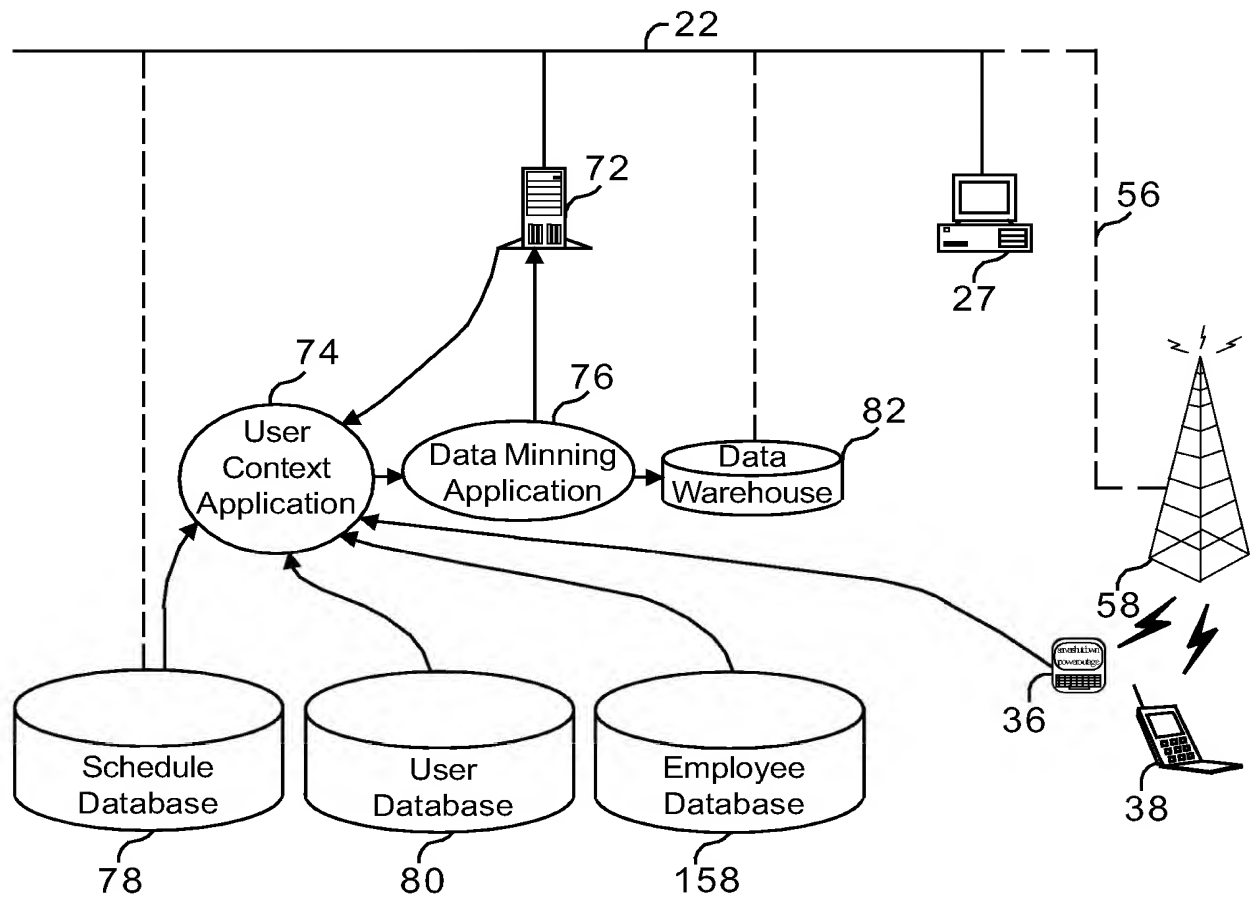 22
72
56
27
74
76
82
User
Context
Application
Data Minning
Application
Data
Warehouse
58
36
38
Schedule
Database
User
Database
Employee
Database
78
80
158